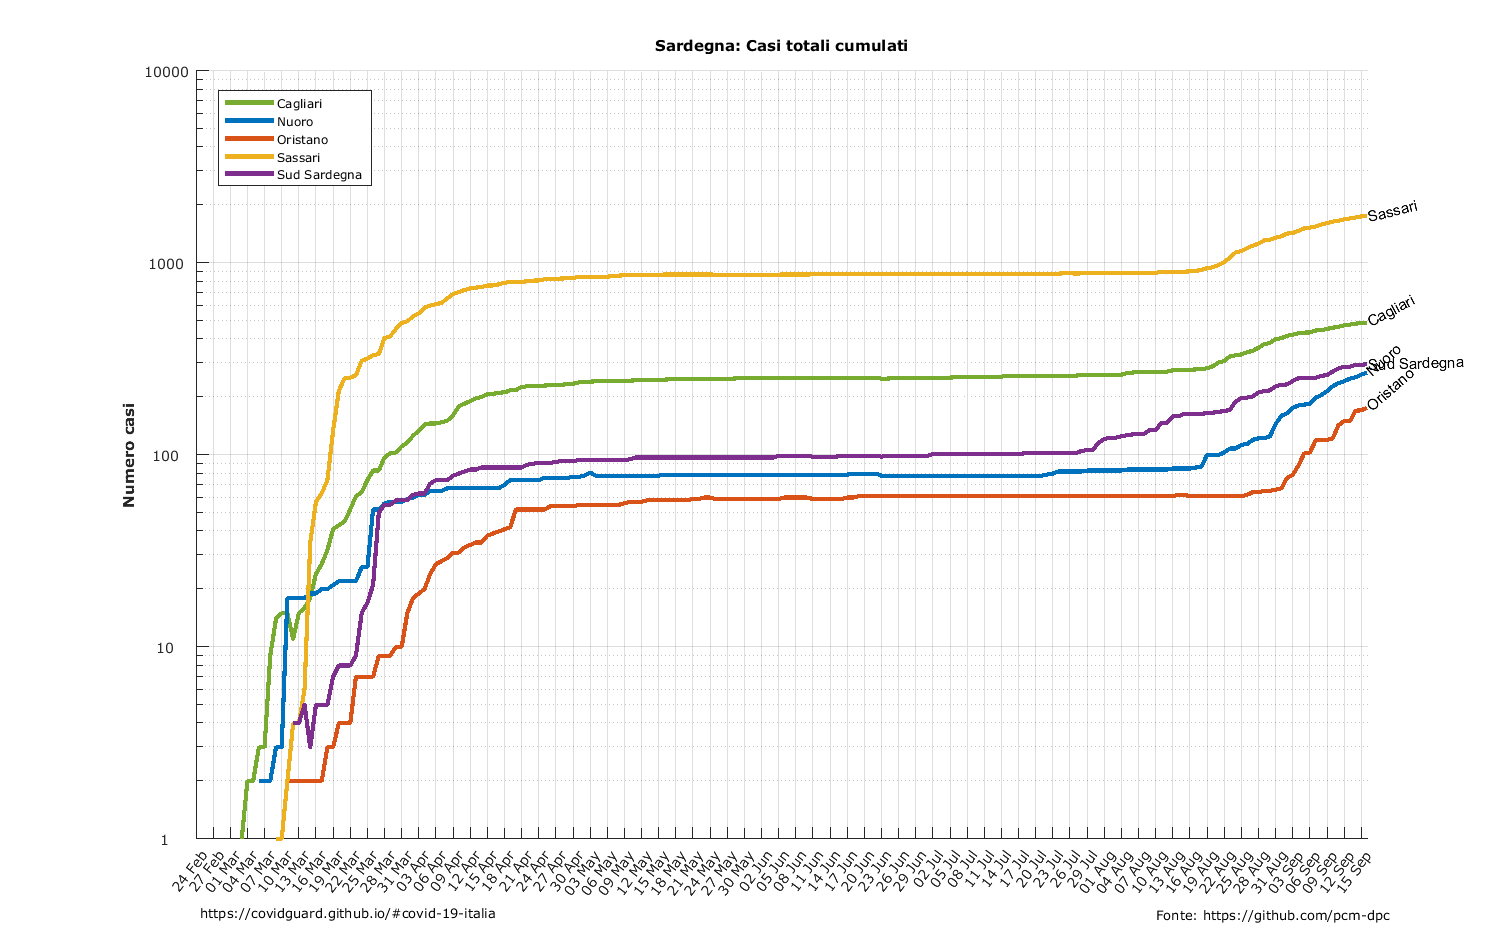 Sardegna: Casi totali cumulati
10000
1000
100
10
1
Numero casi
Cagliari
Nuoro
Oristano
Sassari
Sud Sardegna
Sassari
Cagliari
Nuoro
Sud Sardegna
Oristano
24 Feb
27 Feb
01 Mar
04 Mar
07 Mar
10 Mar
13 Mar
16 Mar
19 Mar
22 Mar
25 Mar
28 Mar
31 Mar
03 Apr
06 Apr
09 Apr
12 Apr
15 Apr
18 Apr
21 Apr
24 Apr
27 Apr
30 Apr
03 May
06 May
09 May
12 May
15 May
18 May
21 May
24 May
27 May
30 May
02 Jun
05 Jun
08 Jun
11 Jun
14 Jun
17 Jun
20 Jun
23 Jun
26 Jun
29 Jun
02 Jul
05 Jul
08 Jul
11 Jul
14 Jul
17 Jul
20 Jul
23 Jul
26 Jul
29 Jul
01 Aug
04 Aug
07 Aug
10 Aug
13 Aug
16 Aug
19 Aug
22 Aug
25 Aug
28 Aug
31 Aug
03 Sep
06 Sep
09 Sep
12 Sep
15 Sep
https://covidguard.github.io/#covid-19-italia
Fonte: https://github.com/pcm-dpc